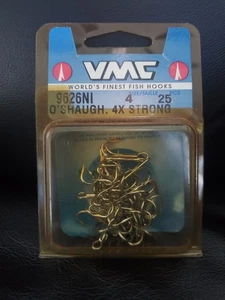 VMC
WORLD'S FINEST FISH HOOKS
9626NI 4 25
O'SHAUGH. 4X STRONG